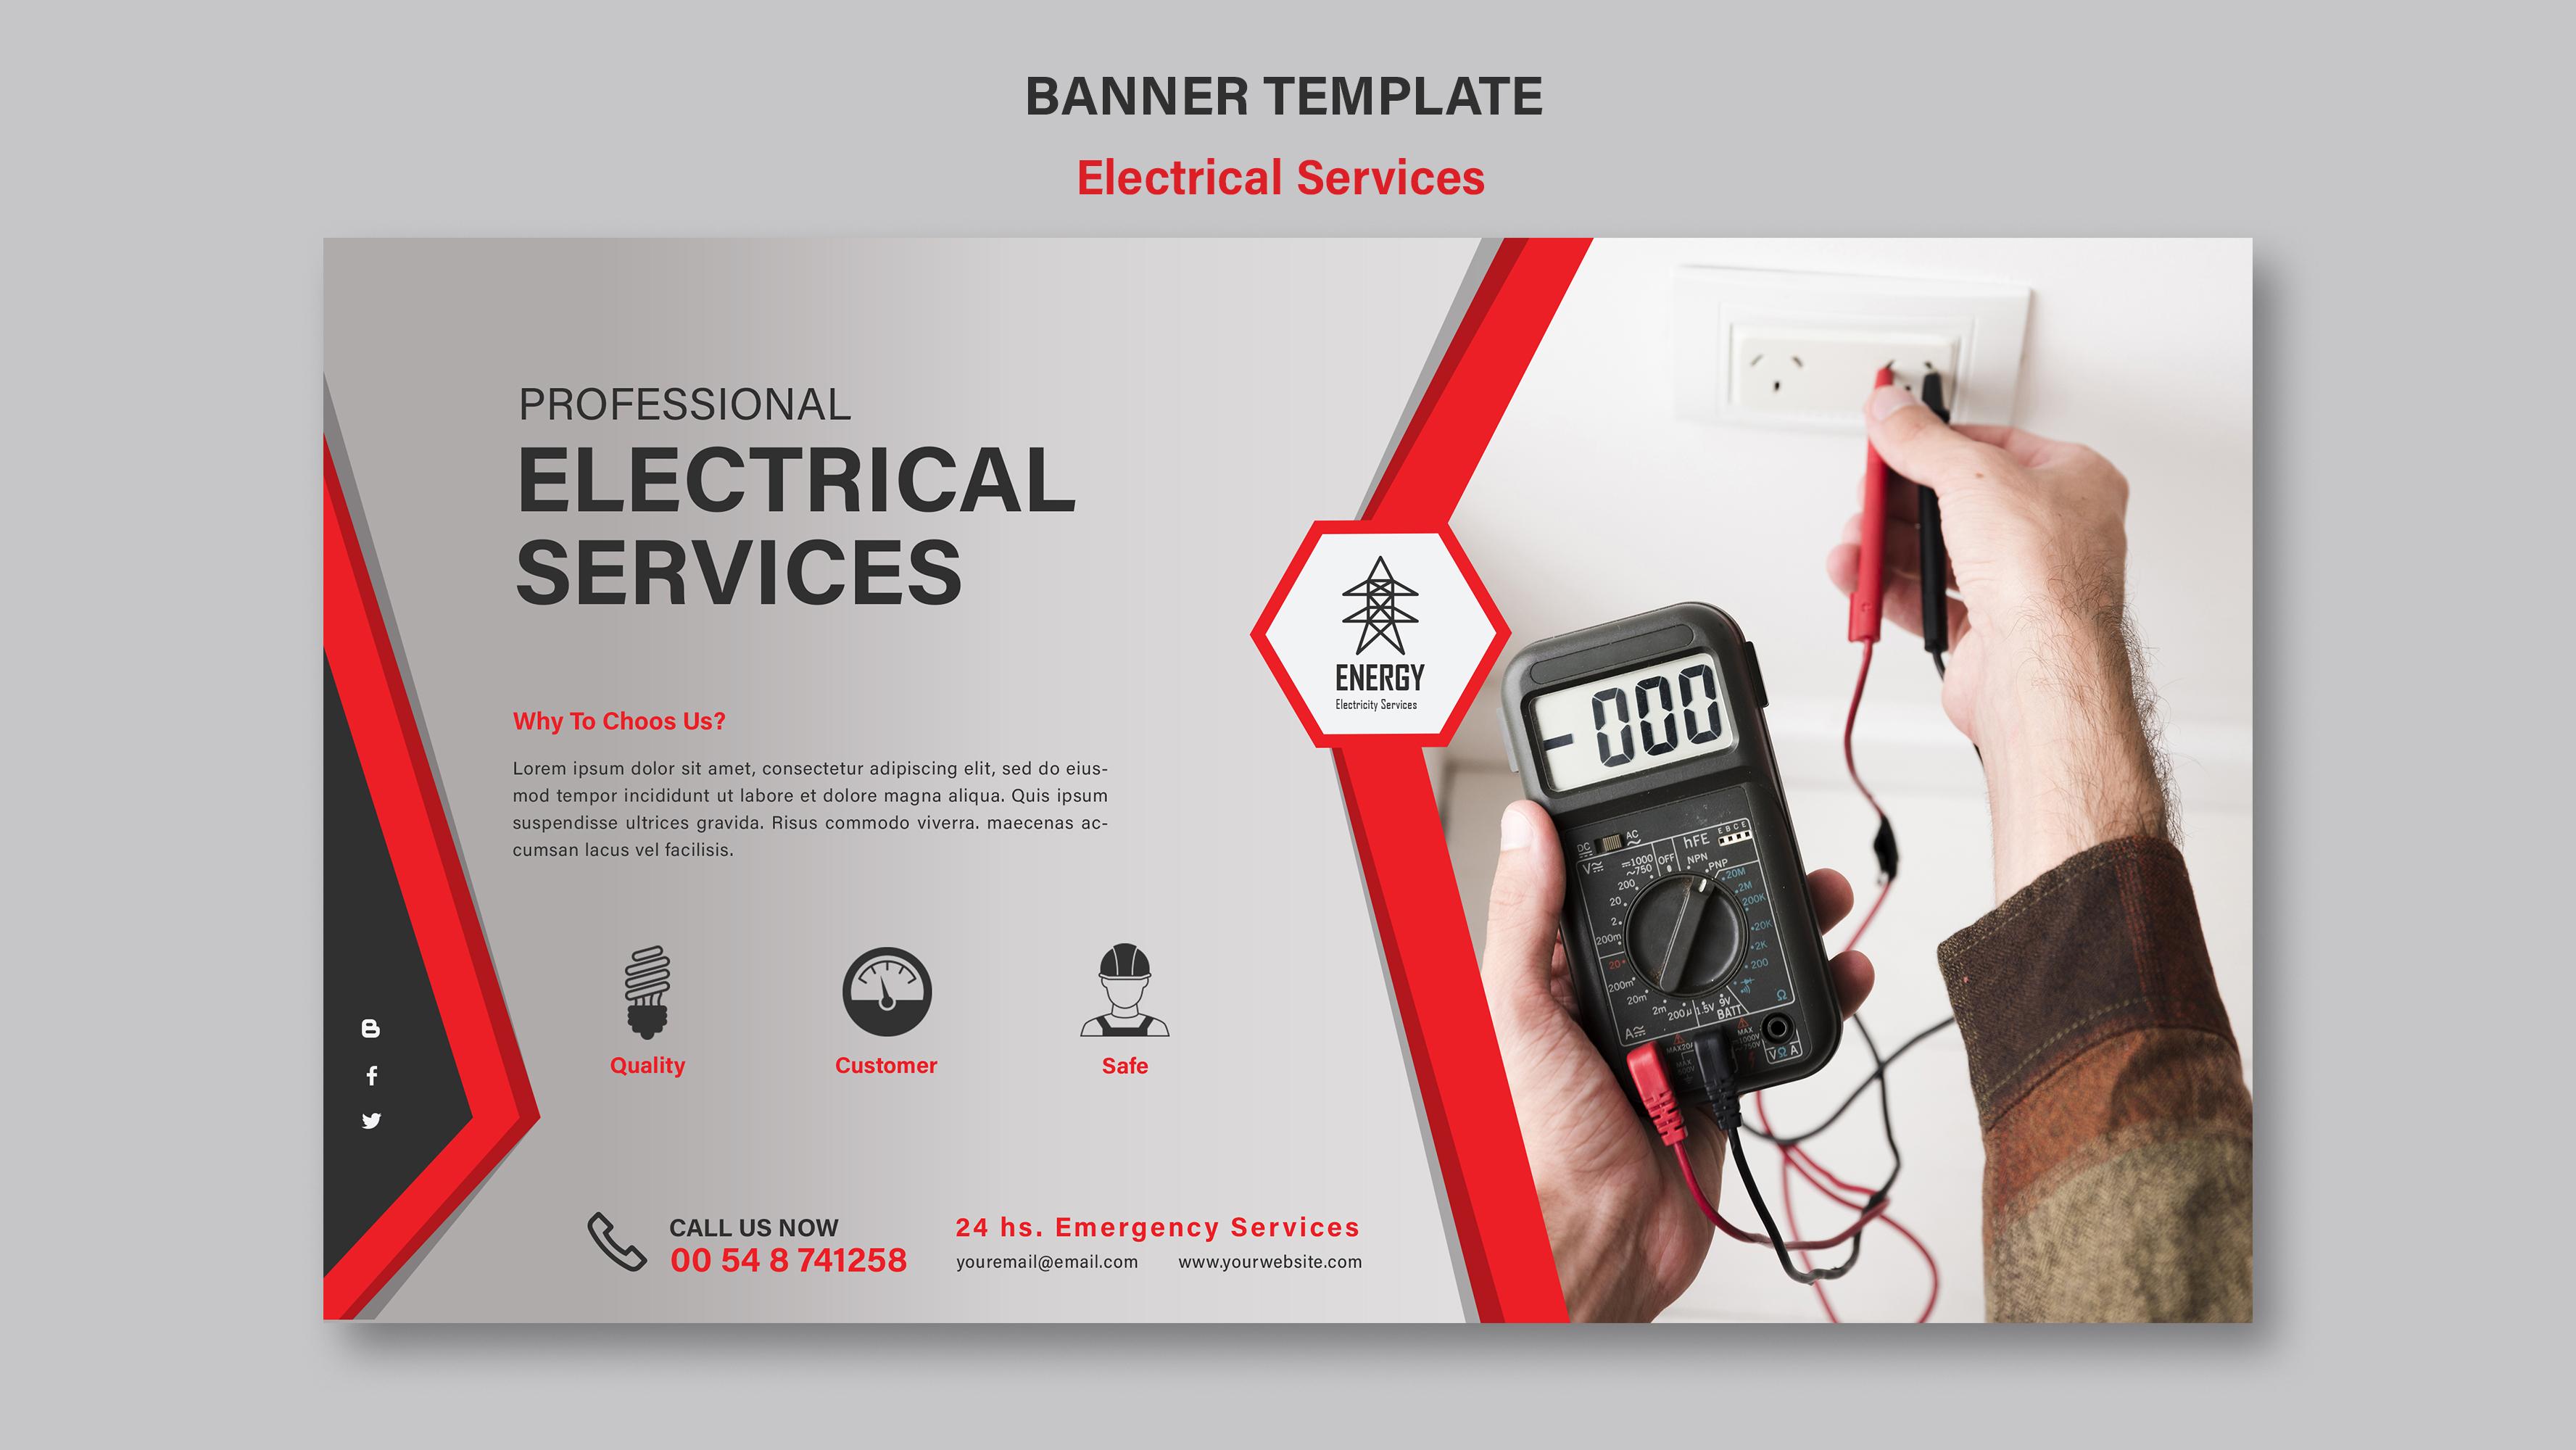 BANNER TEMPLATE
Electrical Services
PROFESSIONAL
ELECTRICAL
SERVICES
Why To Choos Us?
Lorem ipsum dolor sit amet, consectetur adipiscing elit, sed do eius-
mod tempor incididunt ut labore et dolore magna aliqua. Quis ipsum
suspendisse ultrices gravida. Risus commodo viverra. maecenas ac-
cumsan lacus vel facilisis.
Quality
Customer
Safe
CALL US NOW
00 54 8 741258
24 hs. Emergency Services
youremail@email.com www.yourwebsite.com
ENERGY
Electricity Services
-000
DC AC
hFE
E B C E
V
1000
~750
OFF
NPN
PNP
200
20
2
200m
20
200m
20m
2m
200µ
1.5V
9V
BATT
20M
2M
200K
20K
2K
200
Ω
A
MAX
1000V
~750V
VΩA